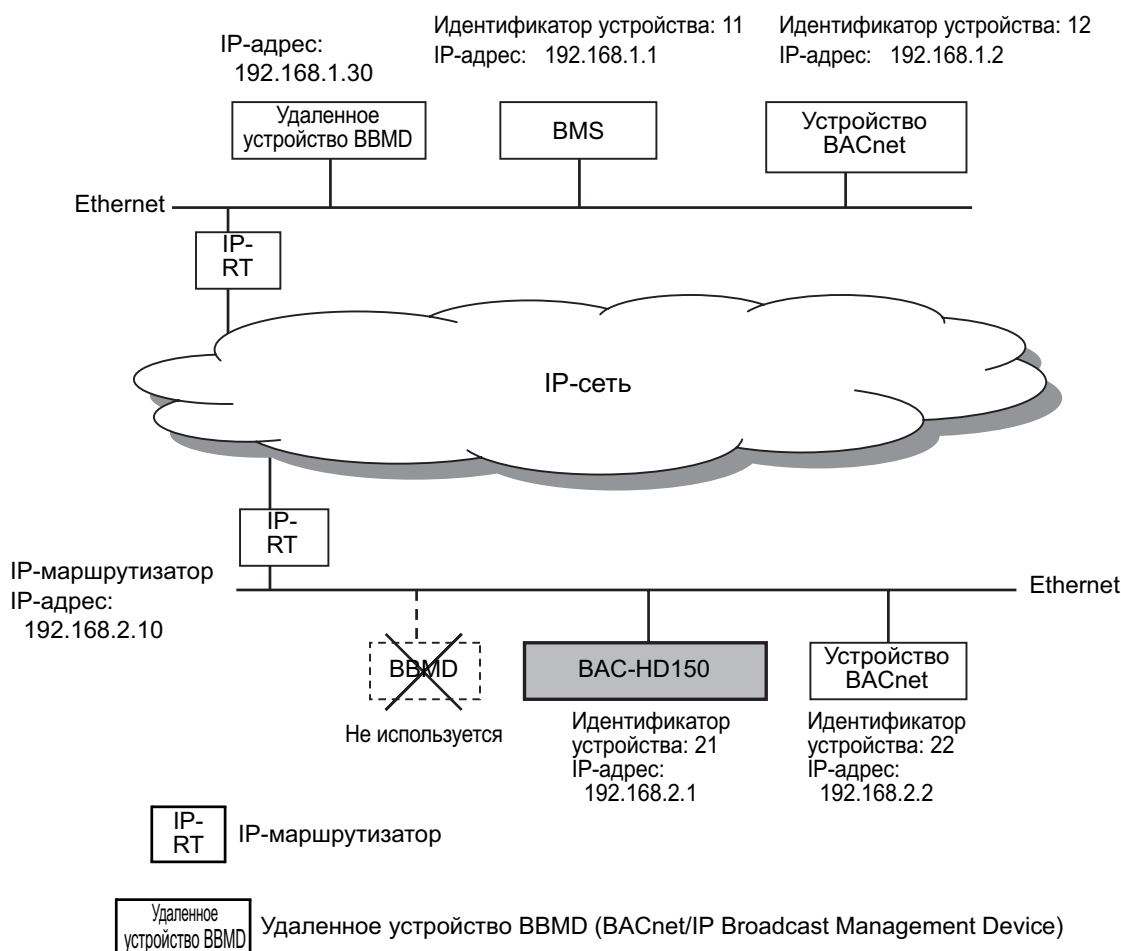 IP-адрес:
192.168.1.30
Идентификатор устройства: 11
IP-адрес: 192.168.1.1
Идентификатор устройства: 12
IP-адрес: 192.168.1.2
Удаленное
устройство BBMD
BMS
Устройство
BACnet
Ethernet
IP-
RT
IP-сеть
IP-
RT
IP-маршрутизатор
IP-адрес:
192.168.2.10
Ethernet
BBMD
Не используется
BAC-HD150
Идентификатор
устройства: 21
IP-адрес:
192.168.2.1
Устройство
BACnet
Идентификатор
устройства: 22
IP-адрес:
192.168.2.2
IP-
RT
IP-маршрутизатор
Удаленное
устройство BBMD
Удаленное устройство BBMD (BACnet/IP Broadcast Management Device)